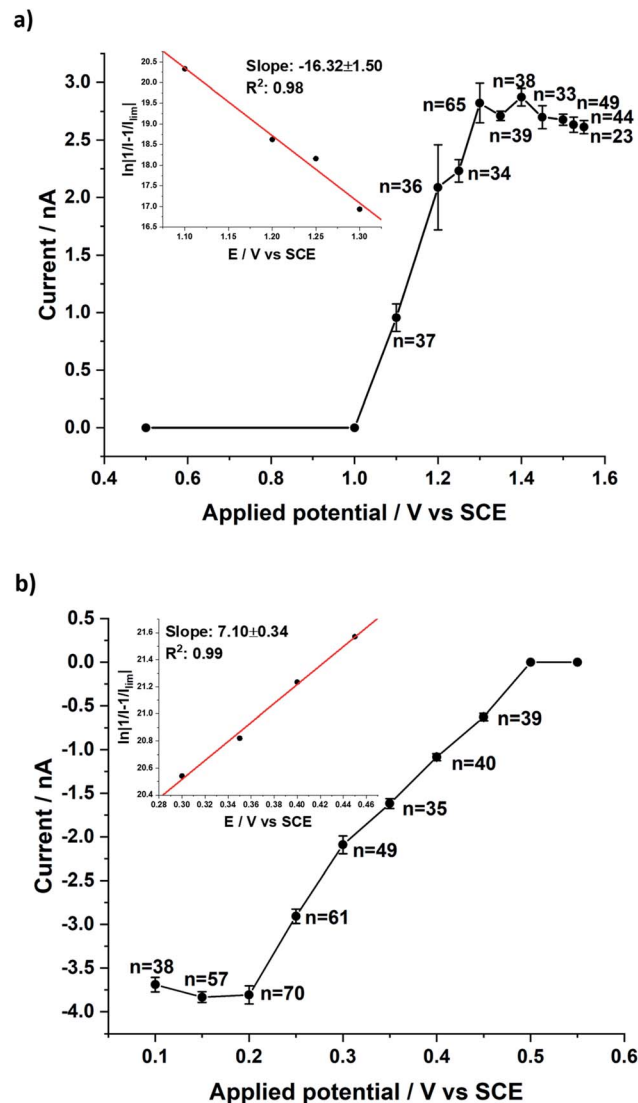 a)
Slope: -16.32±1.50
R²: 0.98
ln|1/I-1/I_lim|
20.5
20.0
19.5
19.0
18.5
18.0
17.5
17.0
16.5
1.10 1.15 1.20 1.25 1.30
E / V vs SCE
n=38
n=65
n=33
n=49
n=44
n=39
n=23
n=36
n=34
n=37
Current / nA
3.0
2.5
2.0
1.5
1.0
0.5
0.0
0.4 0.6 0.8 1.0 1.2 1.4 1.6
Applied potential / V vs SCE
b)
Slope: 7.10±0.34
R²: 0.99
ln|1/I-1/I_lim|
21.6
21.4
21.2
21.0
20.8
20.6
20.4
0.28 0.30 0.32 0.34 0.36 0.38 0.40 0.42 0.44 0.46
E / V vs SCE
n=39
n=40
n=35
n=49
n=61
n=38
n=57
n=70
Current / nA
0.5
0.0
-0.5
-1.0
-1.5
-2.0
-2.5
-3.0
-3.5
-4.0
0.1 0.2 0.3 0.4 0.5 0.6
Applied potential / V vs SCE